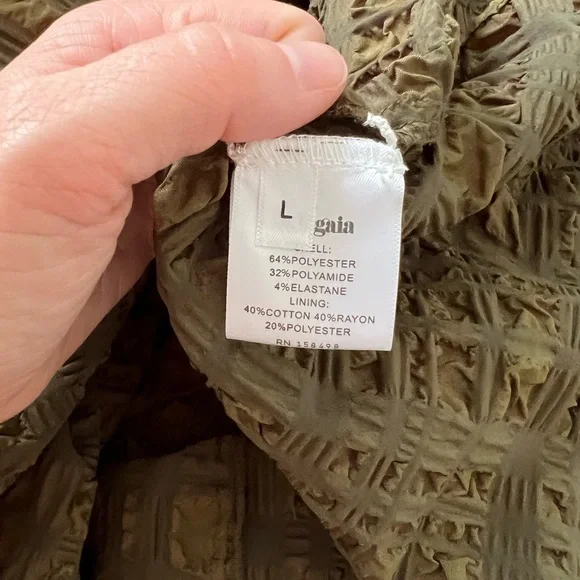 L
gaia
SHELL:
64%POLYESTER
32%POLYAMIDE
4%ELASTANE
LINING:
40%COTTON 40%RAYON
20%POLYESTER
RN 158498